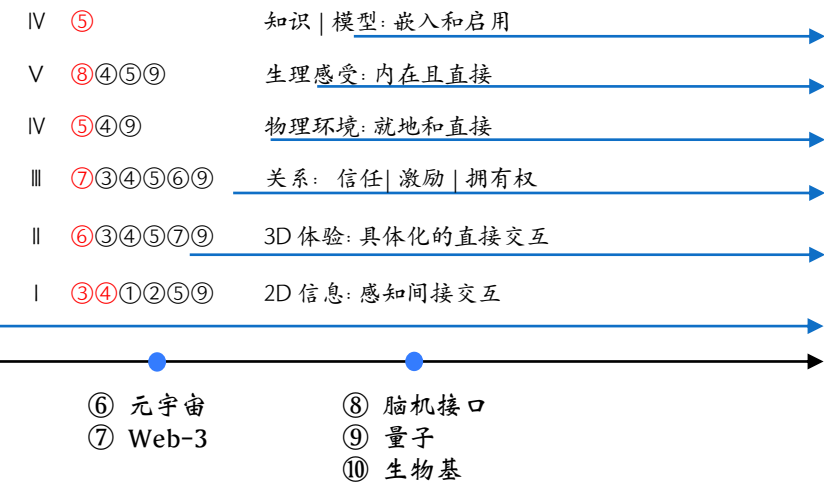 Ⅳ ⑤ 知识 | 模型: 嵌入和启用
Ⅴ ⑧④⑤⑨ 生理感受: 内在且直接
Ⅳ ⑤④⑨ 物理环境: 就地和直接
Ⅲ ⑦③④⑤⑥⑨ 关系: 信任| 激励 | 拥有权
Ⅱ ⑥③④⑤⑦⑨ 3D 体验: 具体化的直接交互
Ⅰ ③④①②⑤⑨ 2D 信息: 感知间接交互
⑥ 元宇宙
⑦ Web-3
⑧ 脑机接口
⑨ 量子
⑩ 生物基